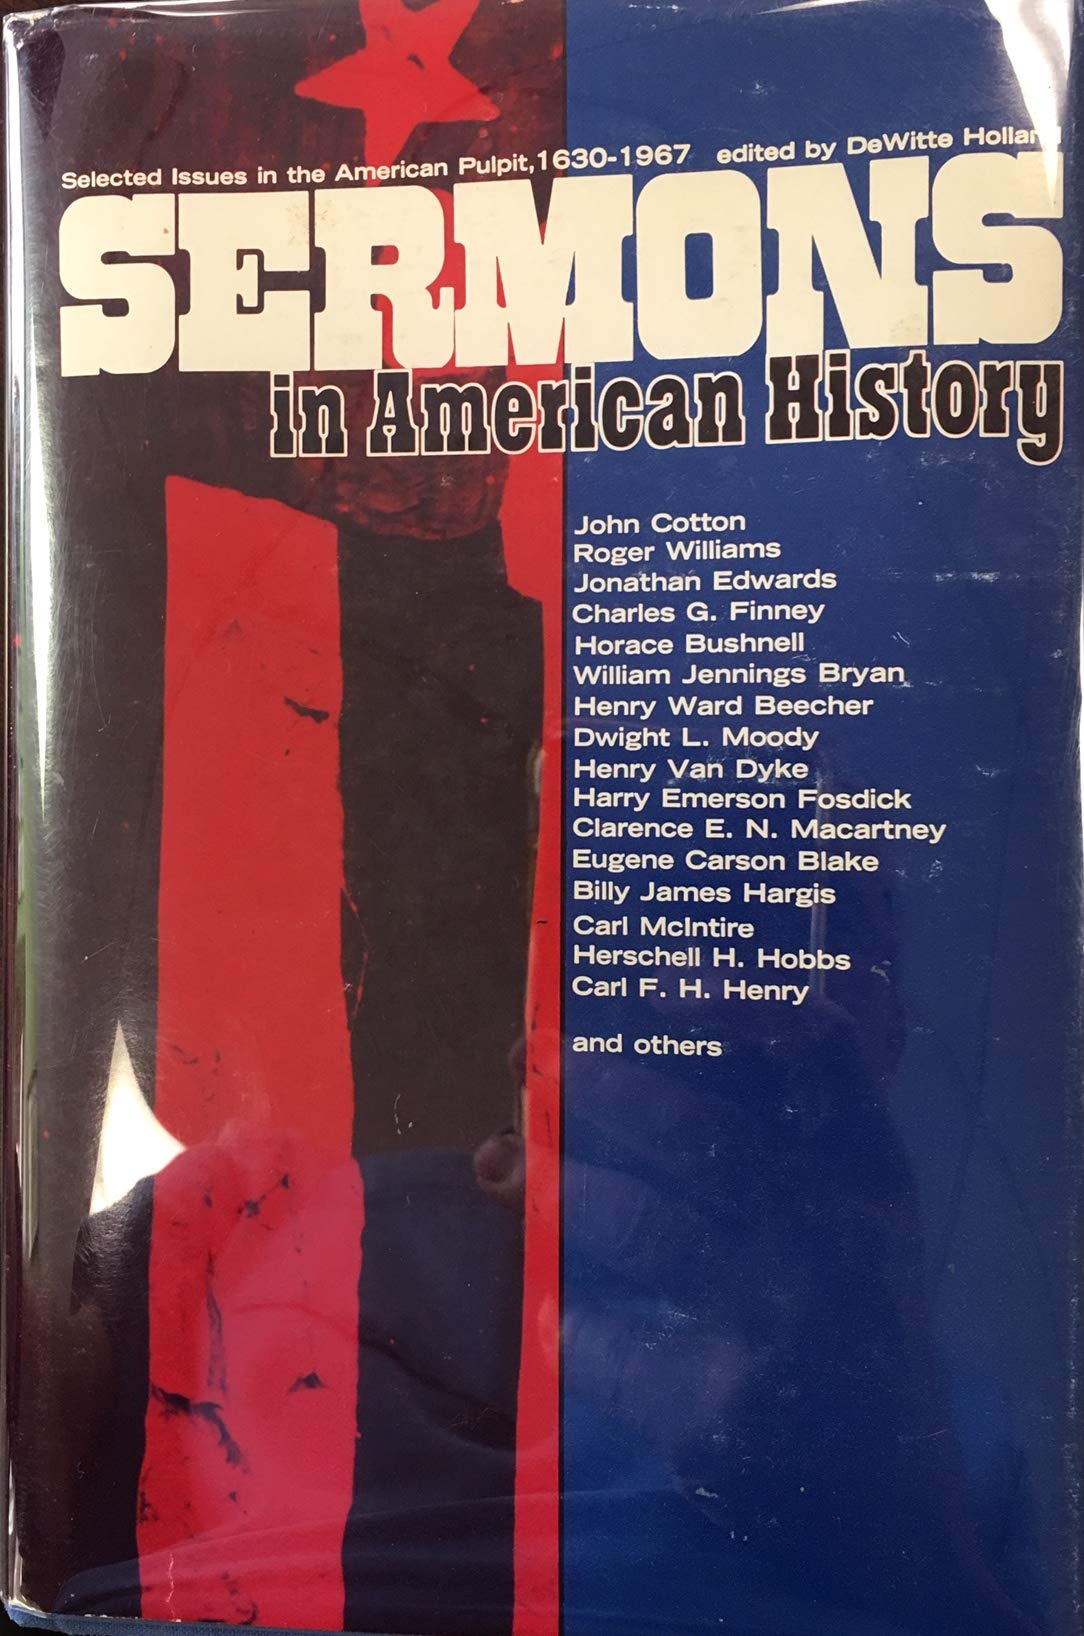 Selected Issues in the American Pulpit, 1630-1967 edited by DeWitte Holland
SERMONS
in American History
John Cotton
Roger Williams
Jonathan Edwards
Charles G. Finney
Horace Bushnell
William Jennings Bryan
Henry Ward Beecher
Dwight L. Moody
Henry Van Dyke
Harry Emerson Fosdick
Clarence E. N. Macartney
Eugene Carson Blake
Billy James Hargis
Carl McIntire
Herschell H. Hobbs
Carl F. H. Henry
and others